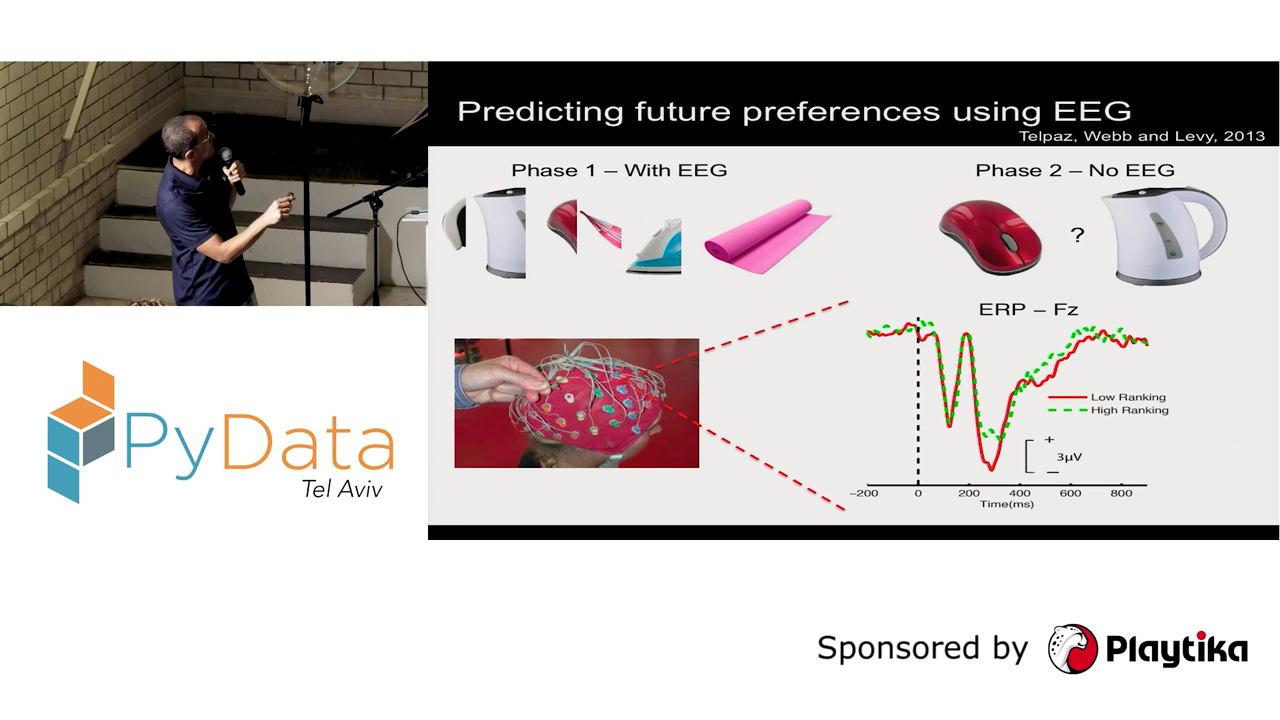 Predicting future preferences using EEG
Telpaz, Webb and Levy, 2013
Phase 1 – With EEG
Phase 2 – No EEG
?
ERP – Fz
Low Ranking
High Ranking
+
3μV
–
−200 0 200 400 600 800
Time(ms)
PyData
Tel Aviv
Sponsored by Playtika